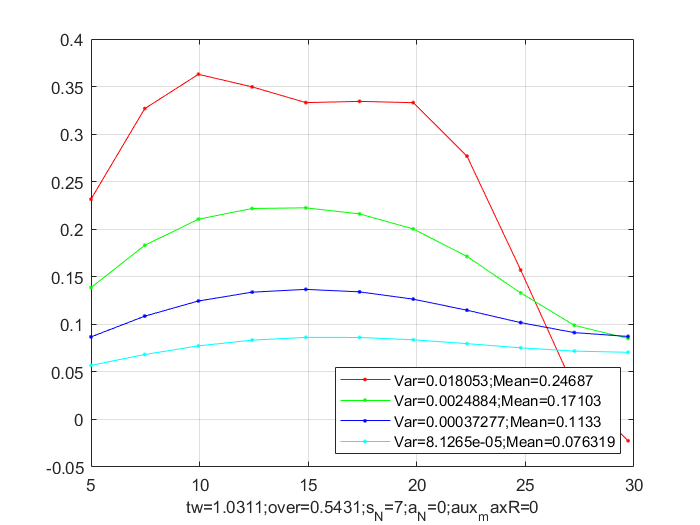 0.4
0.35
0.3
0.25
0.2
0.15
0.1
0.05
0
-0.05
Var=0.018053;Mean=0.24687
Var=0.0024884;Mean=0.17103
Var=0.00037277;Mean=0.1133
Var=8.1265e-05;Mean=0.076319
5 10 15 20 25 30
tw=1.0311;over=0.5431;s_N=7;a_N=0;aux_maxR=0